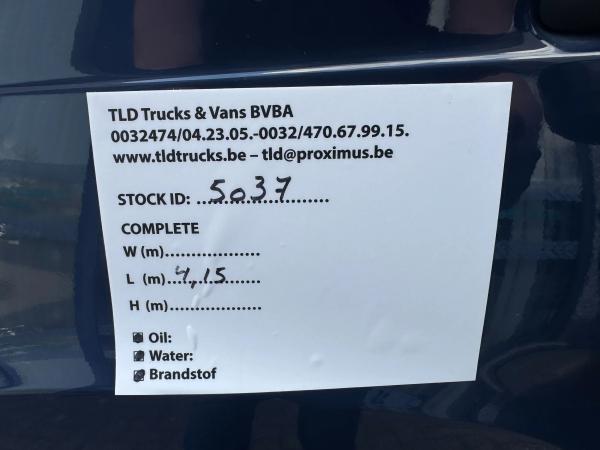 TLD Trucks & Vans BVBA
0032474/04.23.05.-0032/470.67.99.15.
www.tldtrucks.be – tld@proximus.be
STOCK ID: 5037
COMPLETE
W (m)
L (m) 4,15
H (m)
Oil:
Water:
Brandstof